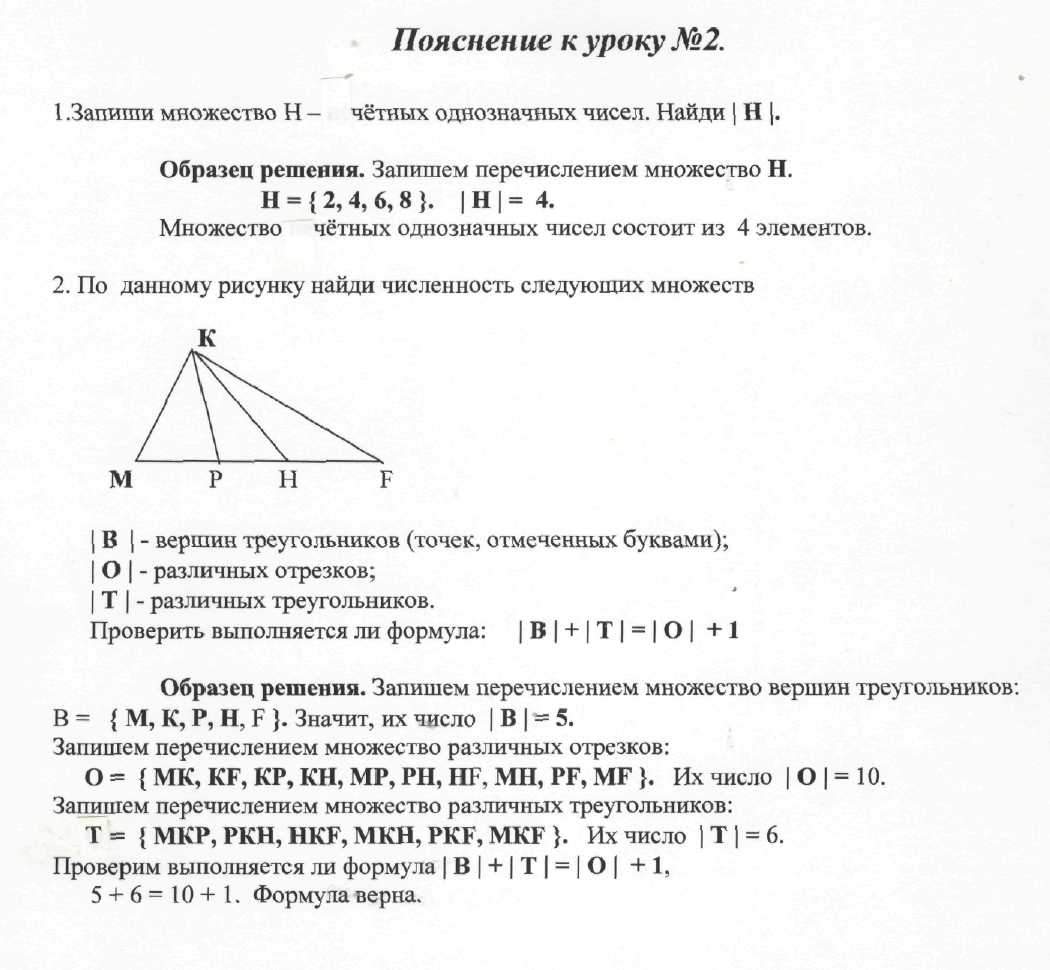 Пояснение к уроку №2.
1.Запиши множество Н – чётных однозначных чисел. Найди | Н |.
Образец решения. Запишем перечислением множество Н.
Н = { 2, 4, 6, 8 }. | Н | = 4.
Множество чётных однозначных чисел состоит из 4 элементов.
2. По данному рисунку найди численность следующих множеств
К
М Р Н F
| В | - вершин треугольников (точек, отмеченных буквами);
| О | - различных отрезков;
| Т | - различных треугольников.
Проверить выполняется ли формула: | В | + | Т | = | О | + 1
Образец решения. Запишем перечислением множество вершин треугольников:
В = { М, К, Р, Н, F }. Значит, их число | В | = 5.
Запишем перечислением множество различных отрезков:
О = { МК, КF, КР, КН, МР, РН, НF, МН, РF, МF }. Их число | О | = 10.
Запишем перечислением множество различных треугольников:
Т = { МКР, РКН, НКF, МКН, РКF, МКF }. Их число | Т | = 6.
Проверим выполняется ли формула | В | + | Т | = | О | + 1,
5 + 6 = 10 + 1. Формула верна.